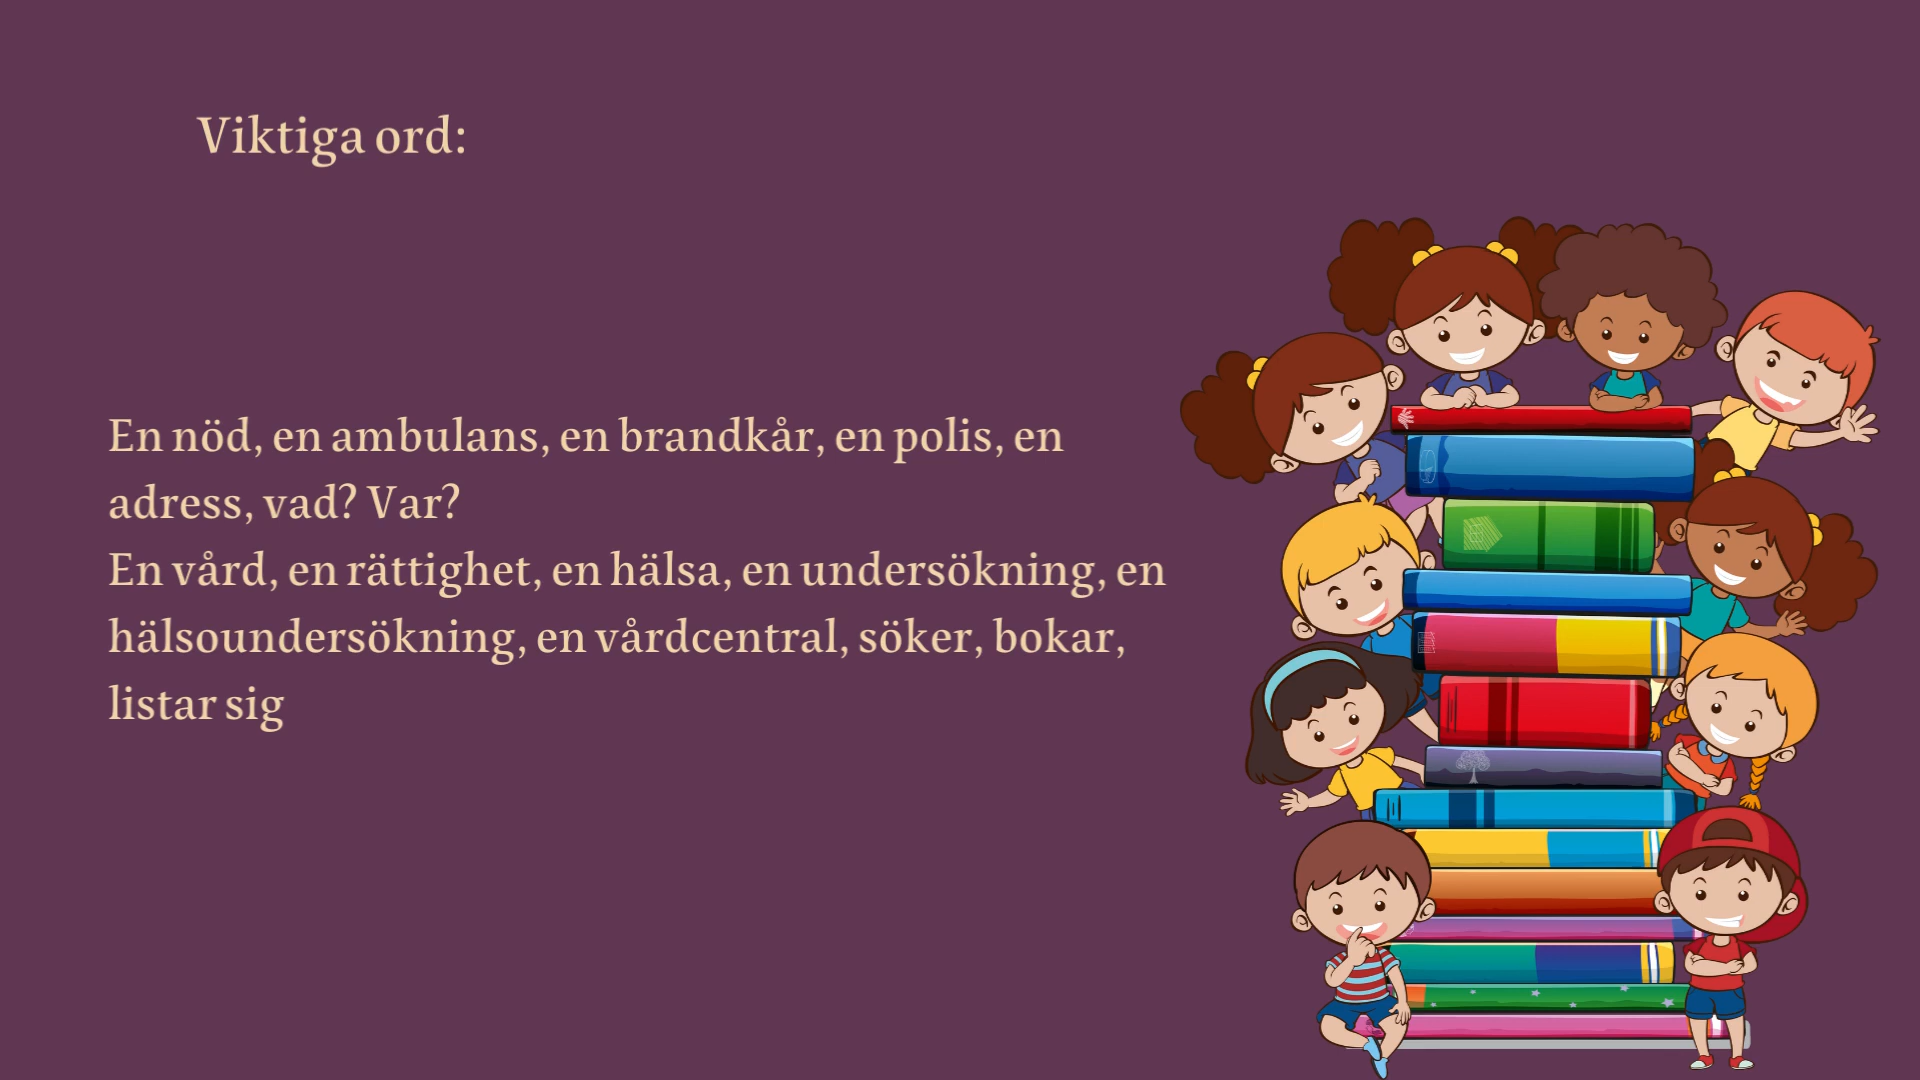 Viktiga ord:
En nöd, en ambulans, en brandkår, en polis, en
adress, vad? Var?
En vård, en rättighet, en hälsa, en undersökning, en
hälsoundersökning, en vårdcentral, söker, bokar,
listar sig